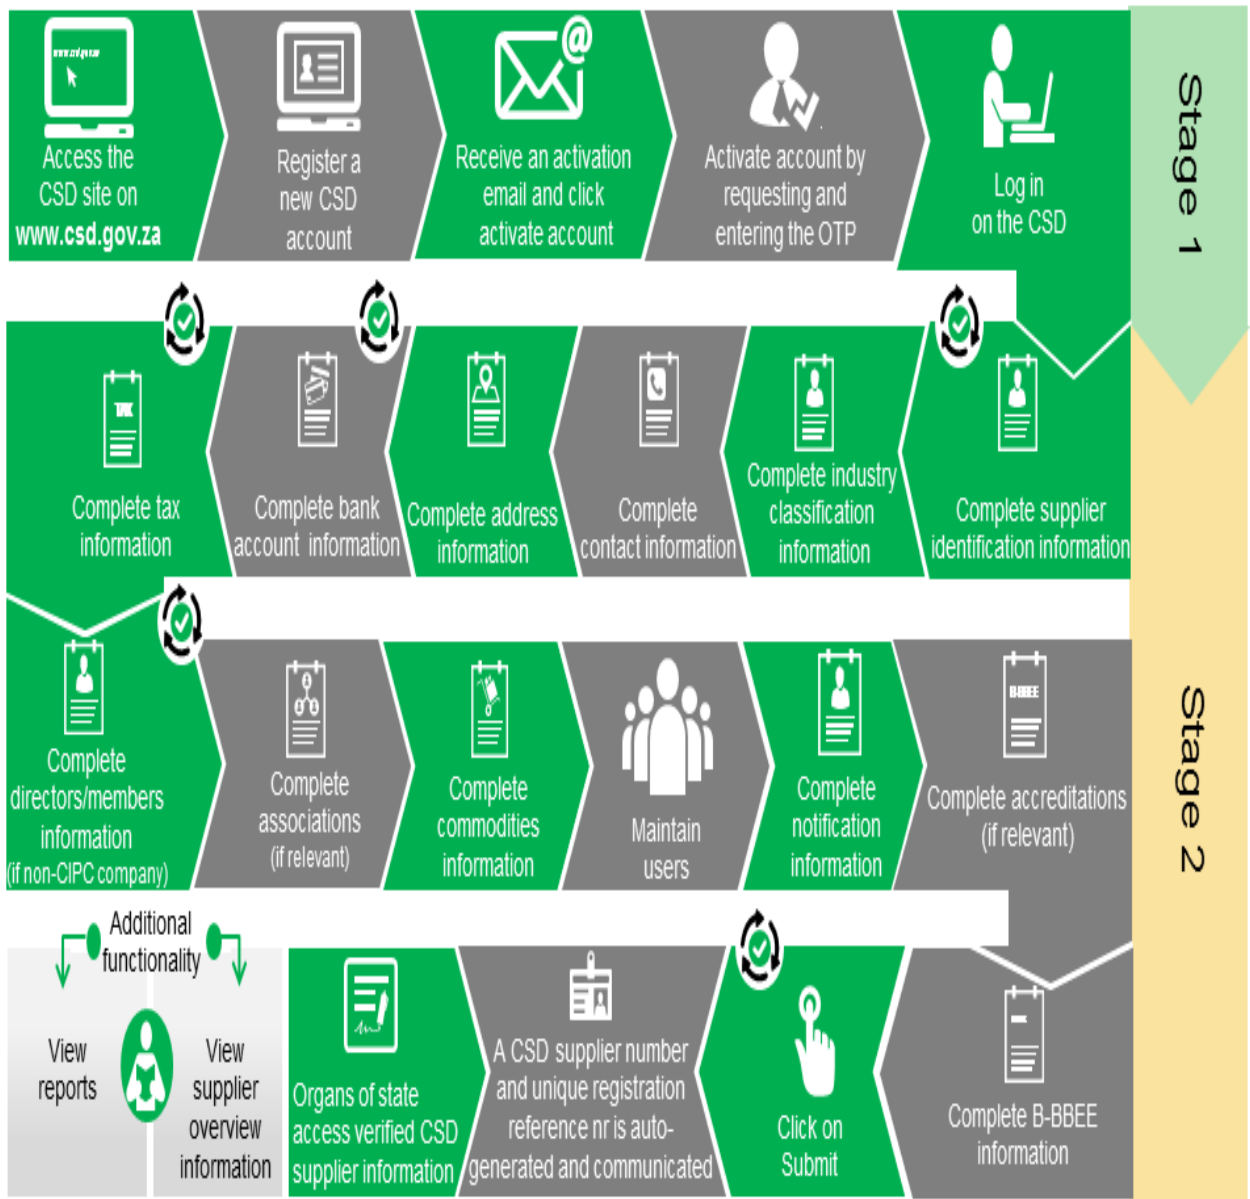 www.csd.gov.za
Access the
CSD site on
www.csd.gov.za
Register a
new CSD
account
@
Receive an activation
email and click
activate account
Activate account by
requesting and
entering the OTP
Log in
on the CSD
Stage 1
Complete supplier
identification information
Complete industry
classification
information
Complete
contact information
Complete address
information
Complete bank
account information
TAX
Complete tax
information
Complete
directors/members
information
(if non-CIPC company)
Complete
associations
(if relevant)
Complete
commodities
information
Maintain
users
Complete
notification
information
B-BBEE
Complete accreditations
(if relevant)
Stage 2
Complete B-BBEE
information
Click on
Submit
A CSD supplier number
and unique registration
reference nr is auto-
generated and communicated
Organs of state
access verified CSD
supplier information
Additional
functionality
View
reports
View
supplier
overview
information